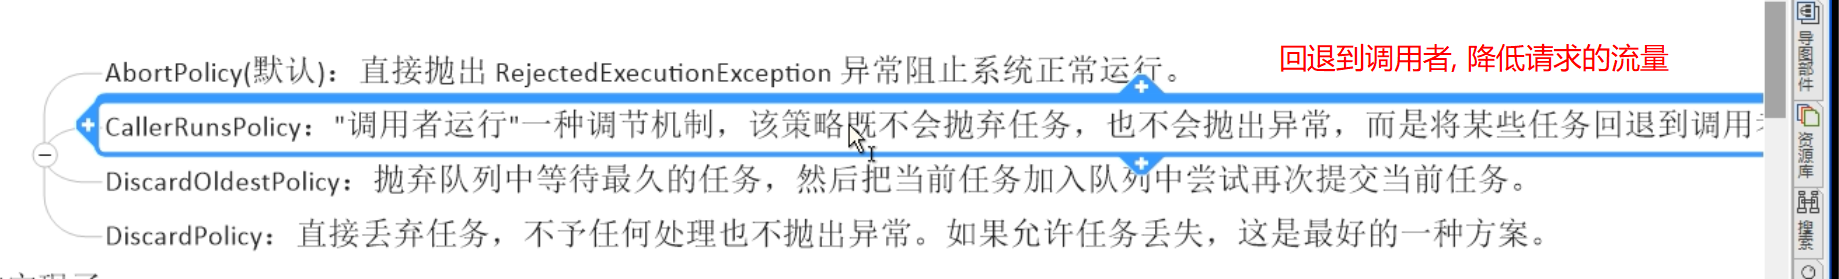 回退到调用者, 降低请求的流量
AbortPolicy(默认)：直接抛出 RejectedExecutionException 异常阻止系统正常运行。
CallerRunsPolicy："调用者运行"一种调节机制，该策略既不会抛弃任务，也不会抛出异常，而是将某些任务回退到调用
DiscardOldestPolicy：抛弃队列中等待最久的任务，然后把当前任务加入队列中尝试再次提交当前任务。
DiscardPolicy：直接丢弃任务，不予任何处理也不抛出异常。如果允许任务丢失，这是最好的一种方案。
导图部件
资源库
搜索